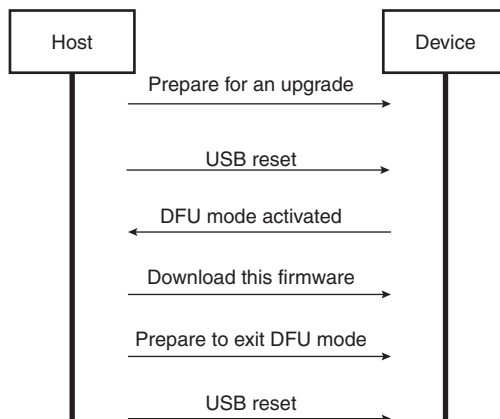 Host
Device
Prepare for an upgrade
USB reset
DFU mode activated
Download this firmware
Prepare to exit DFU mode
USB reset